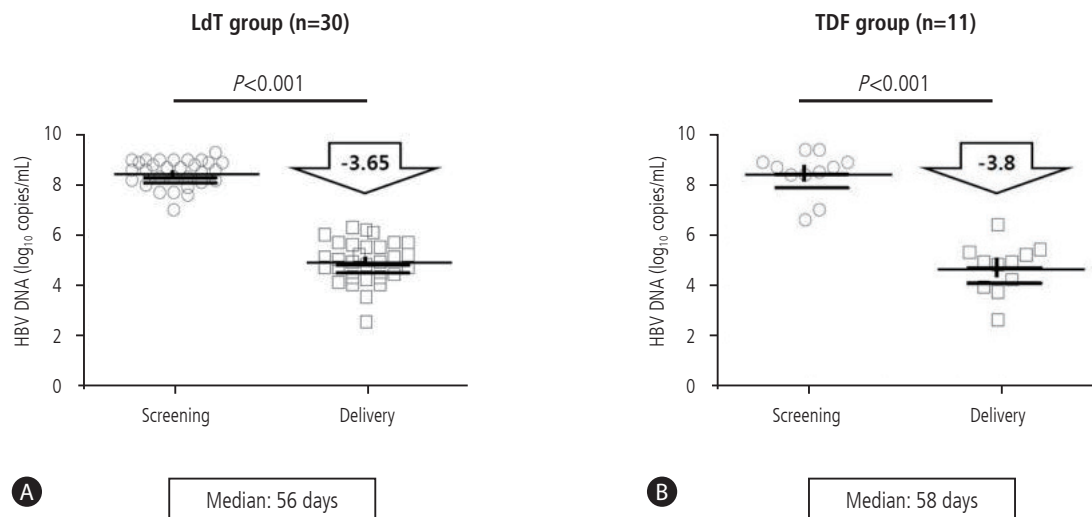 LdT group (n=30)
P<0.001
HBV DNA (log₁₀ copies/mL)
10
8
6
4
2
0
-3.65
Screening
Delivery
A
Median: 56 days
TDF group (n=11)
P<0.001
HBV DNA (log₁₀ copies/mL)
10
8
6
4
2
0
-3.8
Screening
Delivery
B
Median: 58 days